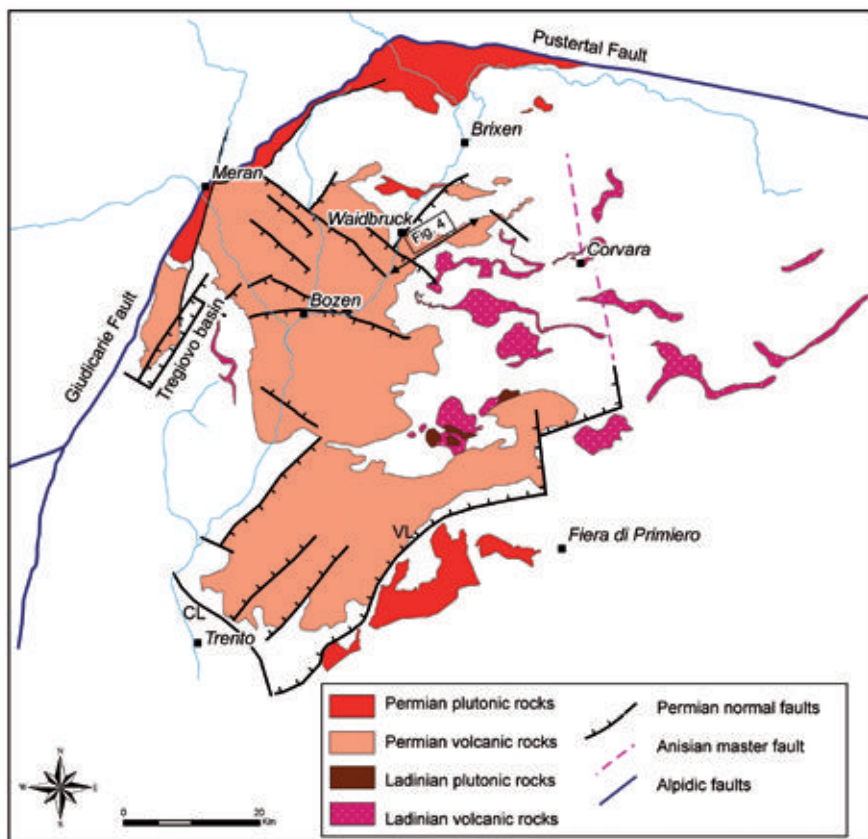 Pustertal Fault
Brixen
Meran
Waidbruck
Fig. 4
Corvara
Bozen
Giudicarie Fault
Tregiovo basin
VL
Fiera di Primiero
CL
Trento
Permian plutonic rocks
Permian volcanic rocks
Ladinian plutonic rocks
Ladinian volcanic rocks
Permian normal faults
Anisian master fault
Alpidic faults
N
W
E
S
0
20
Km